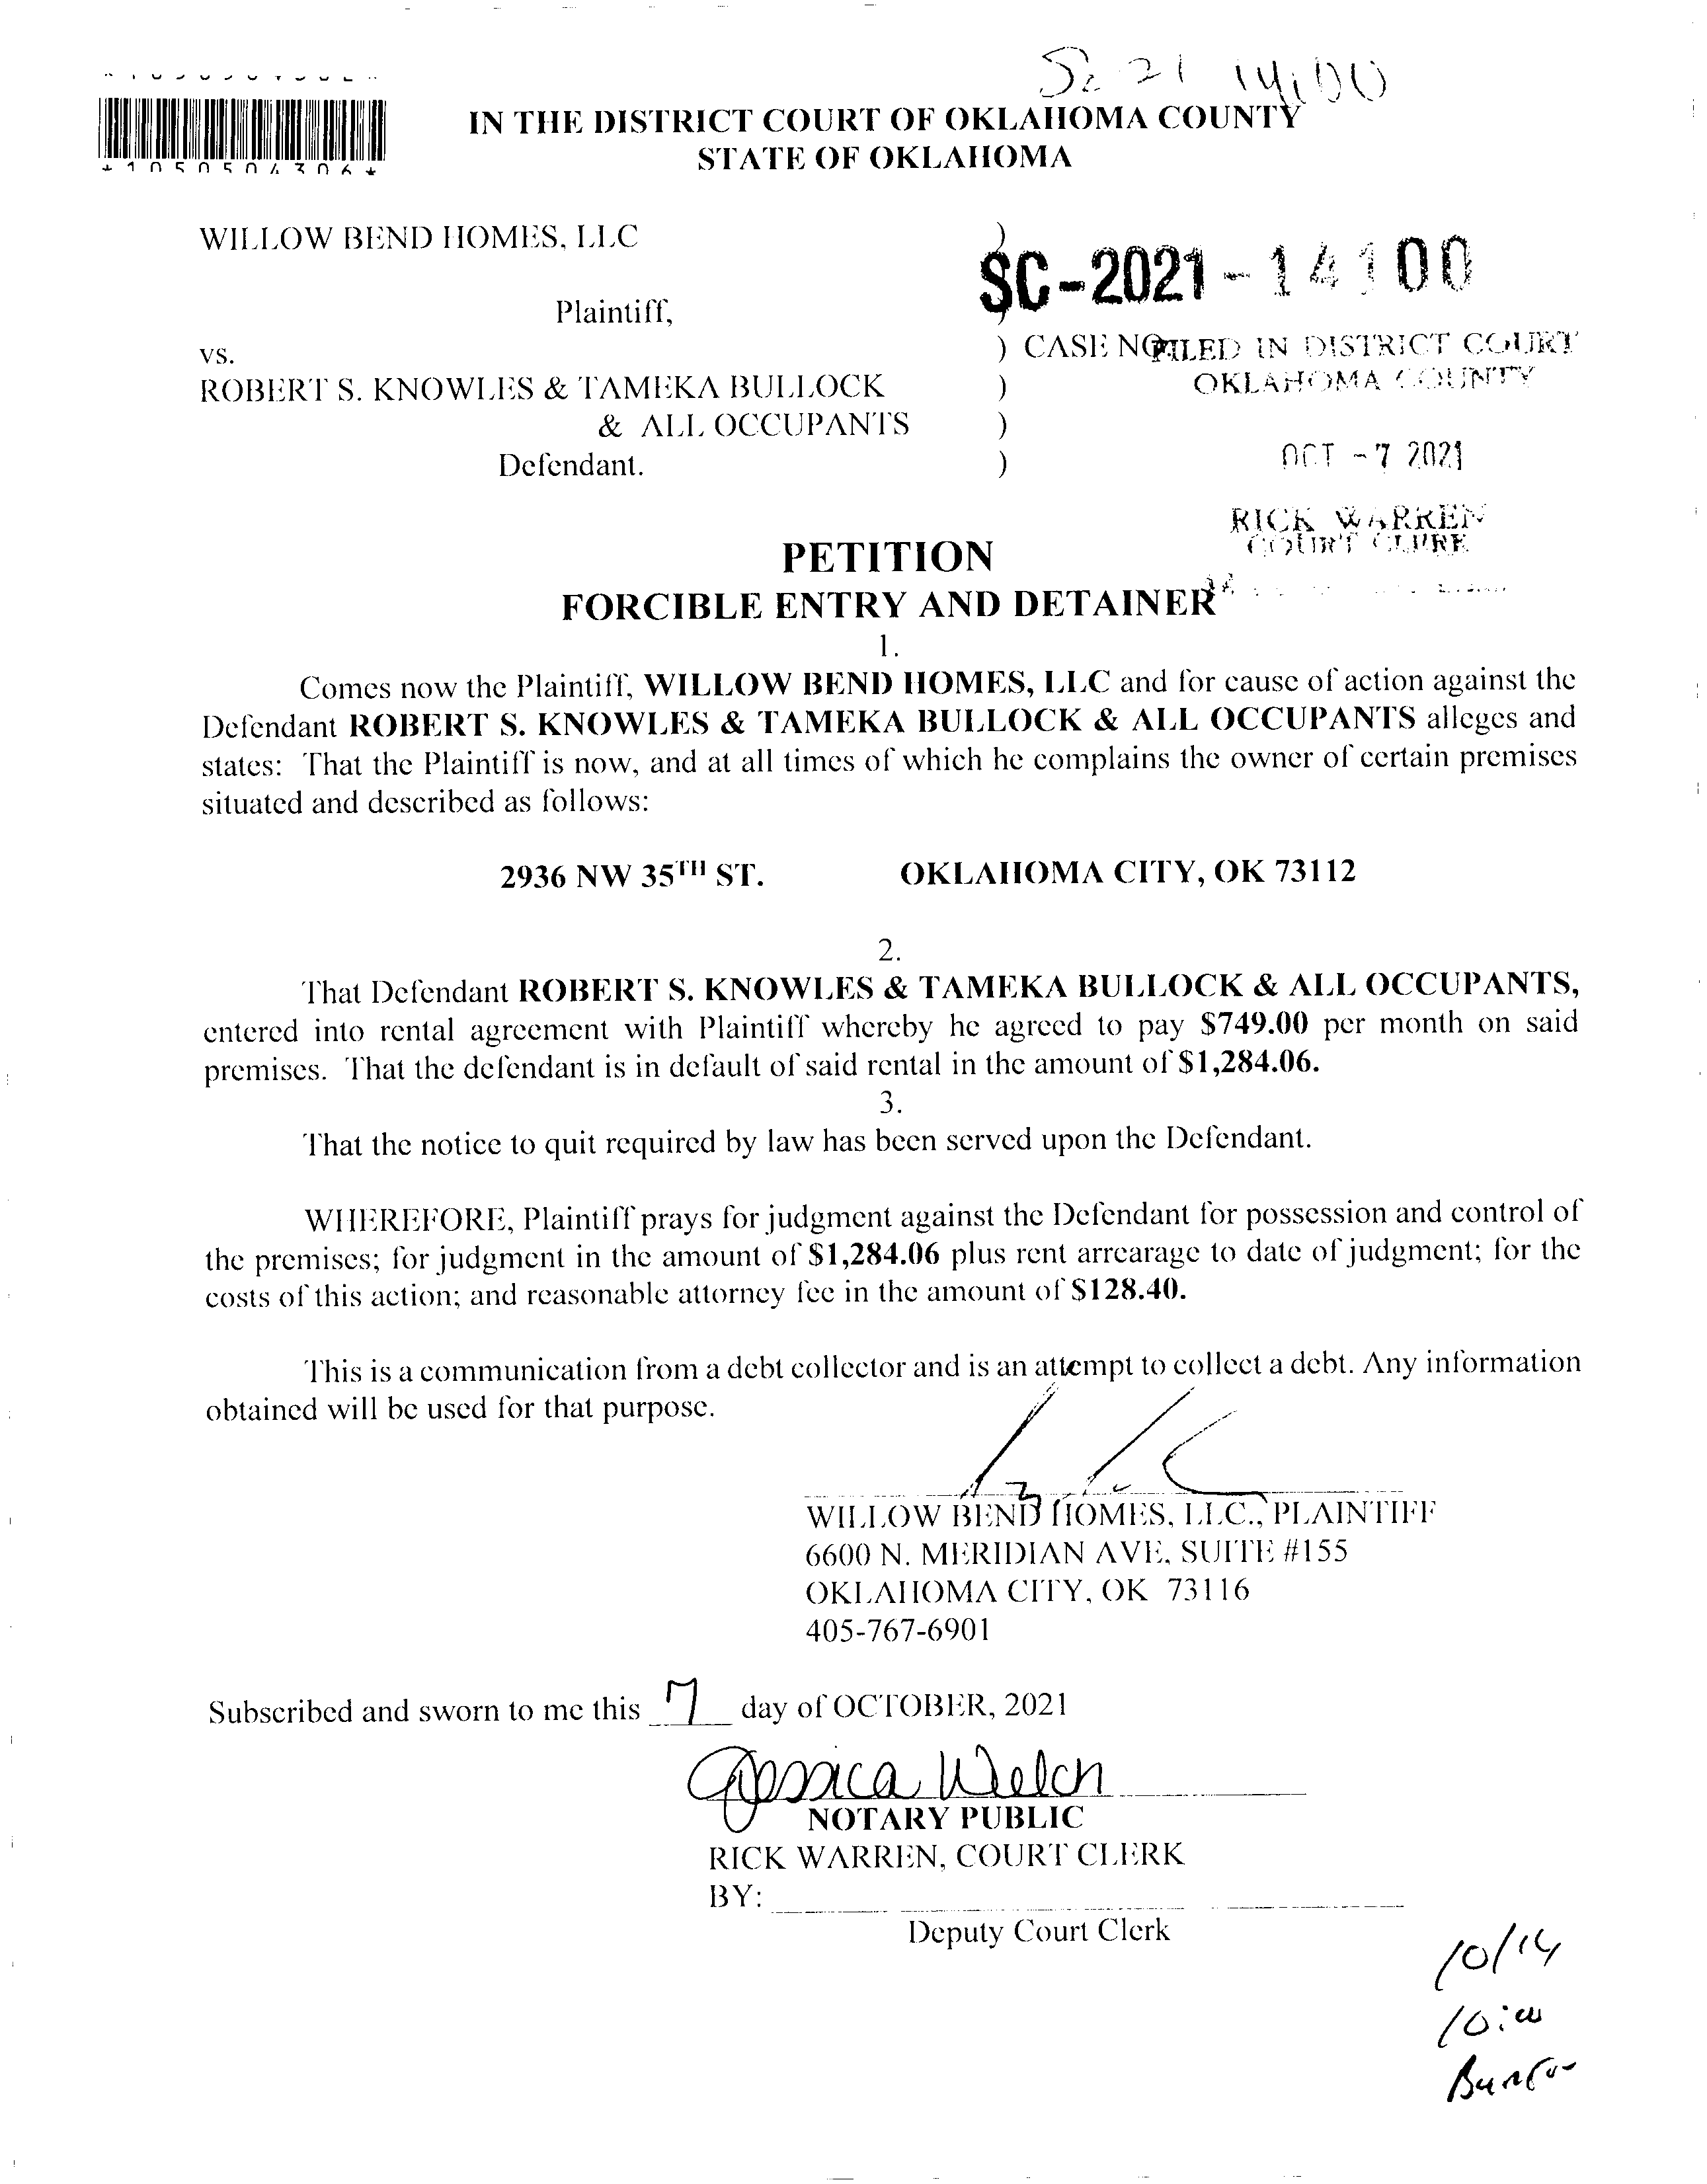 IN THE DISTRICT COURT OF OKLAHOMA COUNTY
STATE OF OKLAHOMA
*1050504306*
WILLOW BEND HOMES, LLC )
SC-2021-14100
Plaintiff, )
vs. ) CASE NO
FILED IN DISTRICT COURT
OKLAHOMA COUNTY
ROBERT S. KNOWLES & TAMEKA BULLOCK )
& ALL OCCUPANTS )
Defendant. )
OCT -7 2021
RICK WARREN
COURT CLERK
PETITION
FORCIBLE ENTRY AND DETAINER
1.
Comes now the Plaintiff, WILLOW BEND HOMES, LLC and for cause of action against the
Defendant ROBERT S. KNOWLES & TAMEKA BULLOCK & ALL OCCUPANTS alleges and
states: That the Plaintiff is now, and at all times of which he complains the owner of certain premises
situated and described as follows:
2936 NW 35TH ST. OKLAHOMA CITY, OK 73112
2.
That Defendant ROBERT S. KNOWLES & TAMEKA BULLOCK & ALL OCCUPANTS,
entered into rental agreement with Plaintiff whereby he agreed to pay $749.00 per month on said
premises. That the defendant is in default of said rental in the amount of $1,284.06.
3.
That the notice to quit required by law has been served upon the Defendant.
WHEREFORE, Plaintiff prays for judgment against the Defendant for possession and control of
the premises; for judgment in the amount of $1,284.06 plus rent arrearage to date of judgment; for the
costs of this action; and reasonable attorney fee in the amount of $128.40.
This is a communication from a debt collector and is an attempt to collect a debt. Any information
obtained will be used for that purpose.
WILLOW BEND HOMES, LLC., PLAINTIFF
6600 N. MERIDIAN AVE, SUITE #155
OKLAHOMA CITY, OK 73116
405-767-6901
Subscribed and sworn to me this 7 day of OCTOBER, 2021
Jessica Welch
NOTARY PUBLIC
RICK WARREN, COURT CLERK
BY:
Deputy Court Clerk
10/14